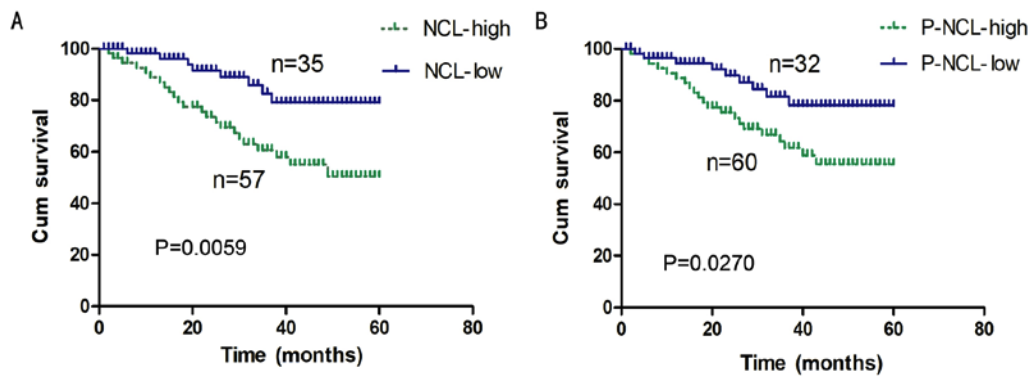 A
NCL-high
NCL-low
n=35
n=57
P=0.0059
Cum survival
100
80
60
40
20
0
0 20 40 60 80
Time (months)
B
P-NCL-high
P-NCL-low
n=32
n=60
P=0.0270
Cum survival
100
80
60
40
20
0
0 20 40 60 80
Time (months)